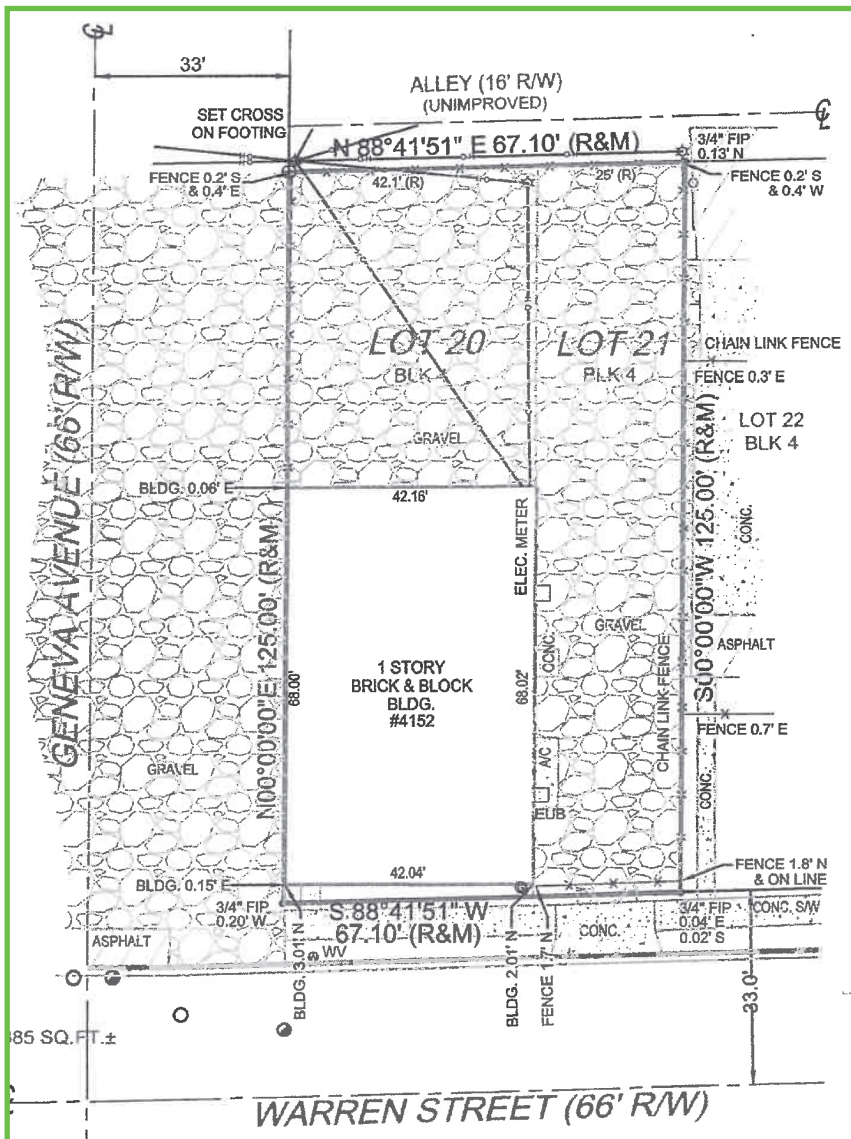 ℄
33'
ALLEY (16' R/W)
(UNIMPROVED)
℄
SET CROSS
ON FOOTING
N 88°41'51" E 67.10' (R&M)
3/4" FIP
0.13' N
FENCE 0.2' S
& 0.4' E
42.1' (R)
25' (R)
FENCE 0.2' S
& 0.4' W
LOT 20
BLK
LOT 21
BLK 4
CHAIN LINK FENCE
FENCE 0.3' E
LOT 22
BLK 4
GRAVEL
GENEVA AVENUE (66' R/W)
N00°00'00"E 125.00' (R&M)
S00°00'00"W 125.00' (R&M)
BLDG. 0.06' E
42.16'
ELEC. METER
CONC.
CONC.
GRAVEL
ASPHALT
1 STORY
BRICK & BLOCK
BLDG.
#4152
68.00'
68.02'
CHAIN LINK FENCE
FENCE 0.7' E
GRAVEL
A/C
EUB
CONC.
BLDG. 0.15' E
42.04'
FENCE 1.8' N
& ON LINE
3/4" FIP
0.20' W
S 88°41'51" W
67.10' (R&M)
CONC.
3/4" FIP
0.04' E
0.02' S
CONC. S/W
ASPHALT
BLDG. 3.01' N
WV
BLDG. 2.01' N
FENCE 1.7' N
33.0'
85 SQ.FT.±
WARREN STREET (66' R/W)